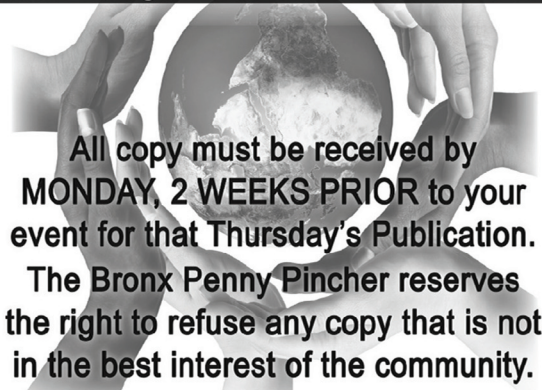 All copy must be received by
MONDAY, 2 WEEKS PRIOR to your
event for that Thursday's Publication.
The Bronx Penny Pincher reserves
the right to refuse any copy that is not
in the best interest of the community.